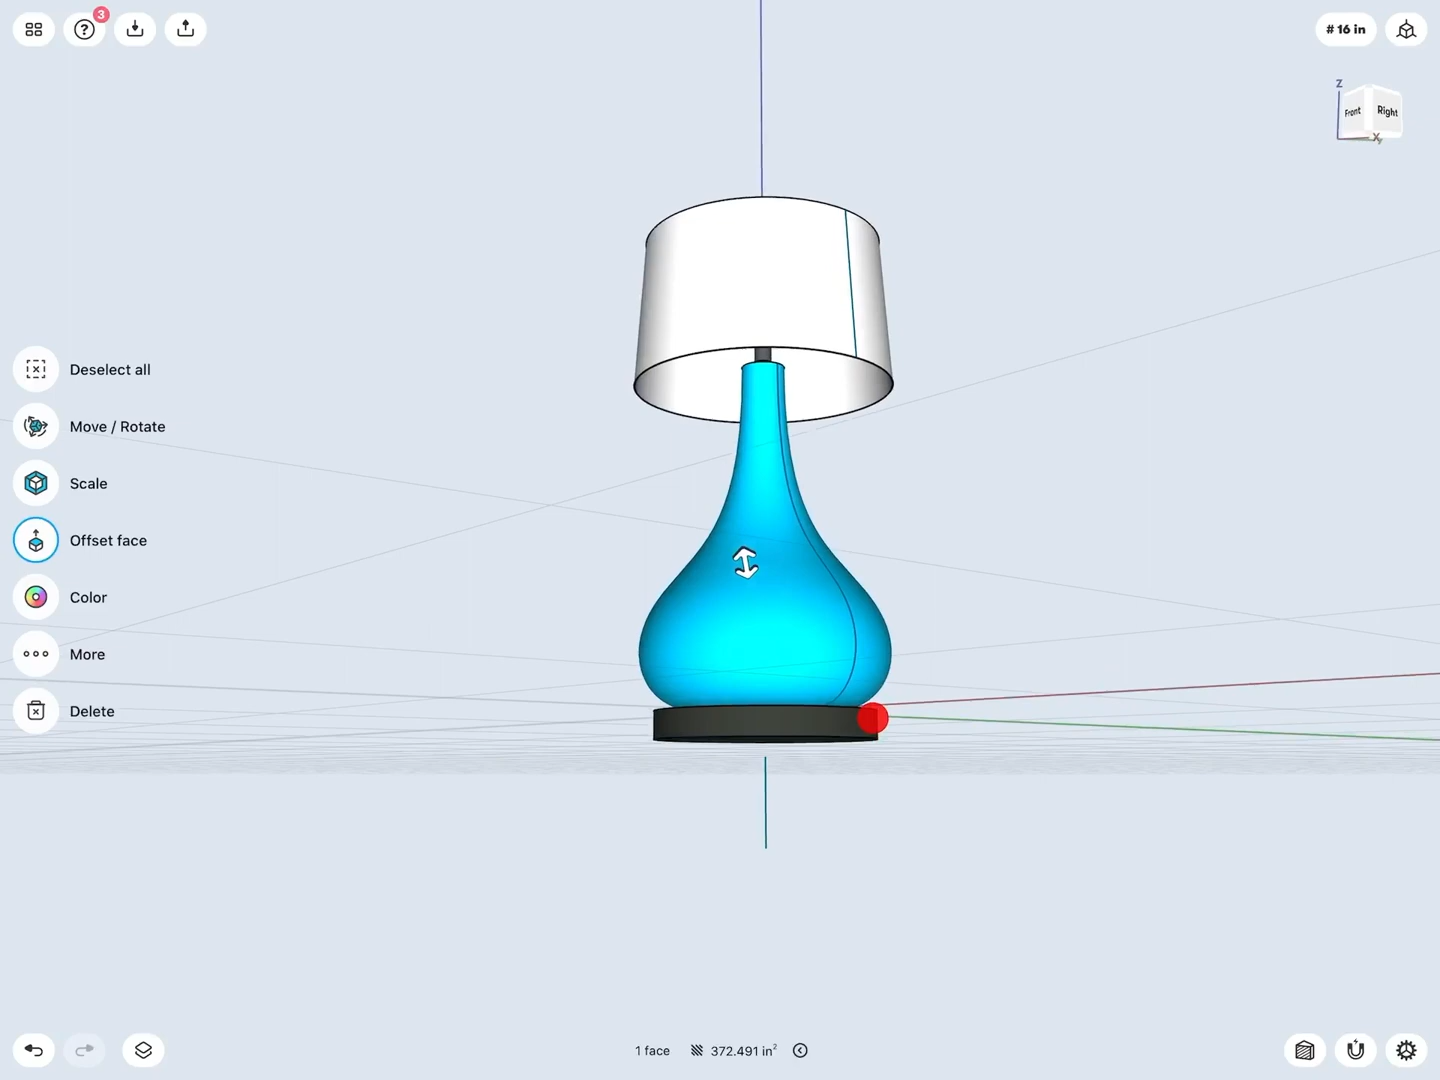 3
# 16 in
Z
Front
Right
X
Deselect all
Move / Rotate
Scale
Offset face
Color
More
Delete
1 face
372.491 in²